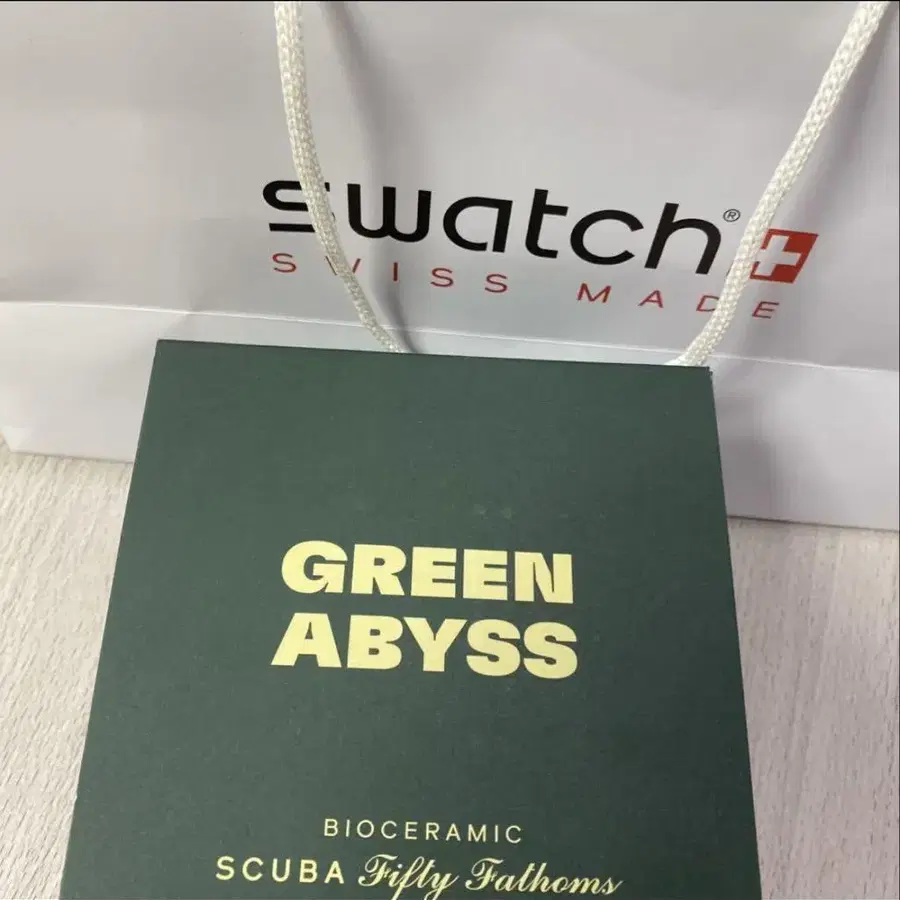 swatch®
SWISS MADE
GREEN
ABYSS
BIOCERAMIC
SCUBA Fifty Fathoms